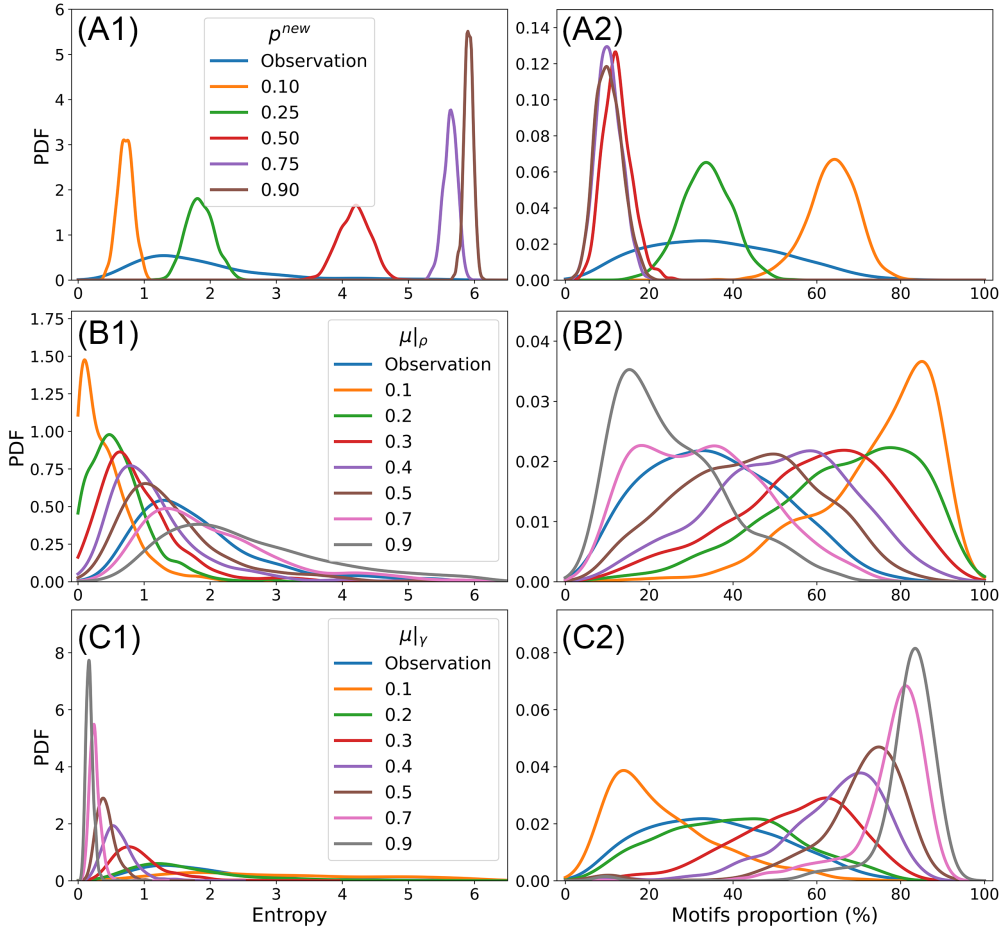 (A1)
PDF
6
5
4
3
2
1
0
0 1 2 3 4 5 6
p^new
Observation
0.10
0.25
0.50
0.75
0.90
(A2)
0.14
0.12
0.10
0.08
0.06
0.04
0.02
0.00
0 20 40 60 80 100
(B1)
PDF
1.75
1.50
1.25
1.00
0.75
0.50
0.25
0.00
0 1 2 3 4 5 6
μ|ρ
Observation
0.1
0.2
0.3
0.4
0.5
0.7
0.9
(B2)
0.04
0.03
0.02
0.01
0.00
0 20 40 60 80 100
(C1)
PDF
8
6
4
2
0
0 1 2 3 4 5 6
Entropy
μ|γ
Observation
0.1
0.2
0.3
0.4
0.5
0.7
0.9
(C2)
0.08
0.06
0.04
0.02
0.00
0 20 40 60 80 100
Motifs proportion (%)